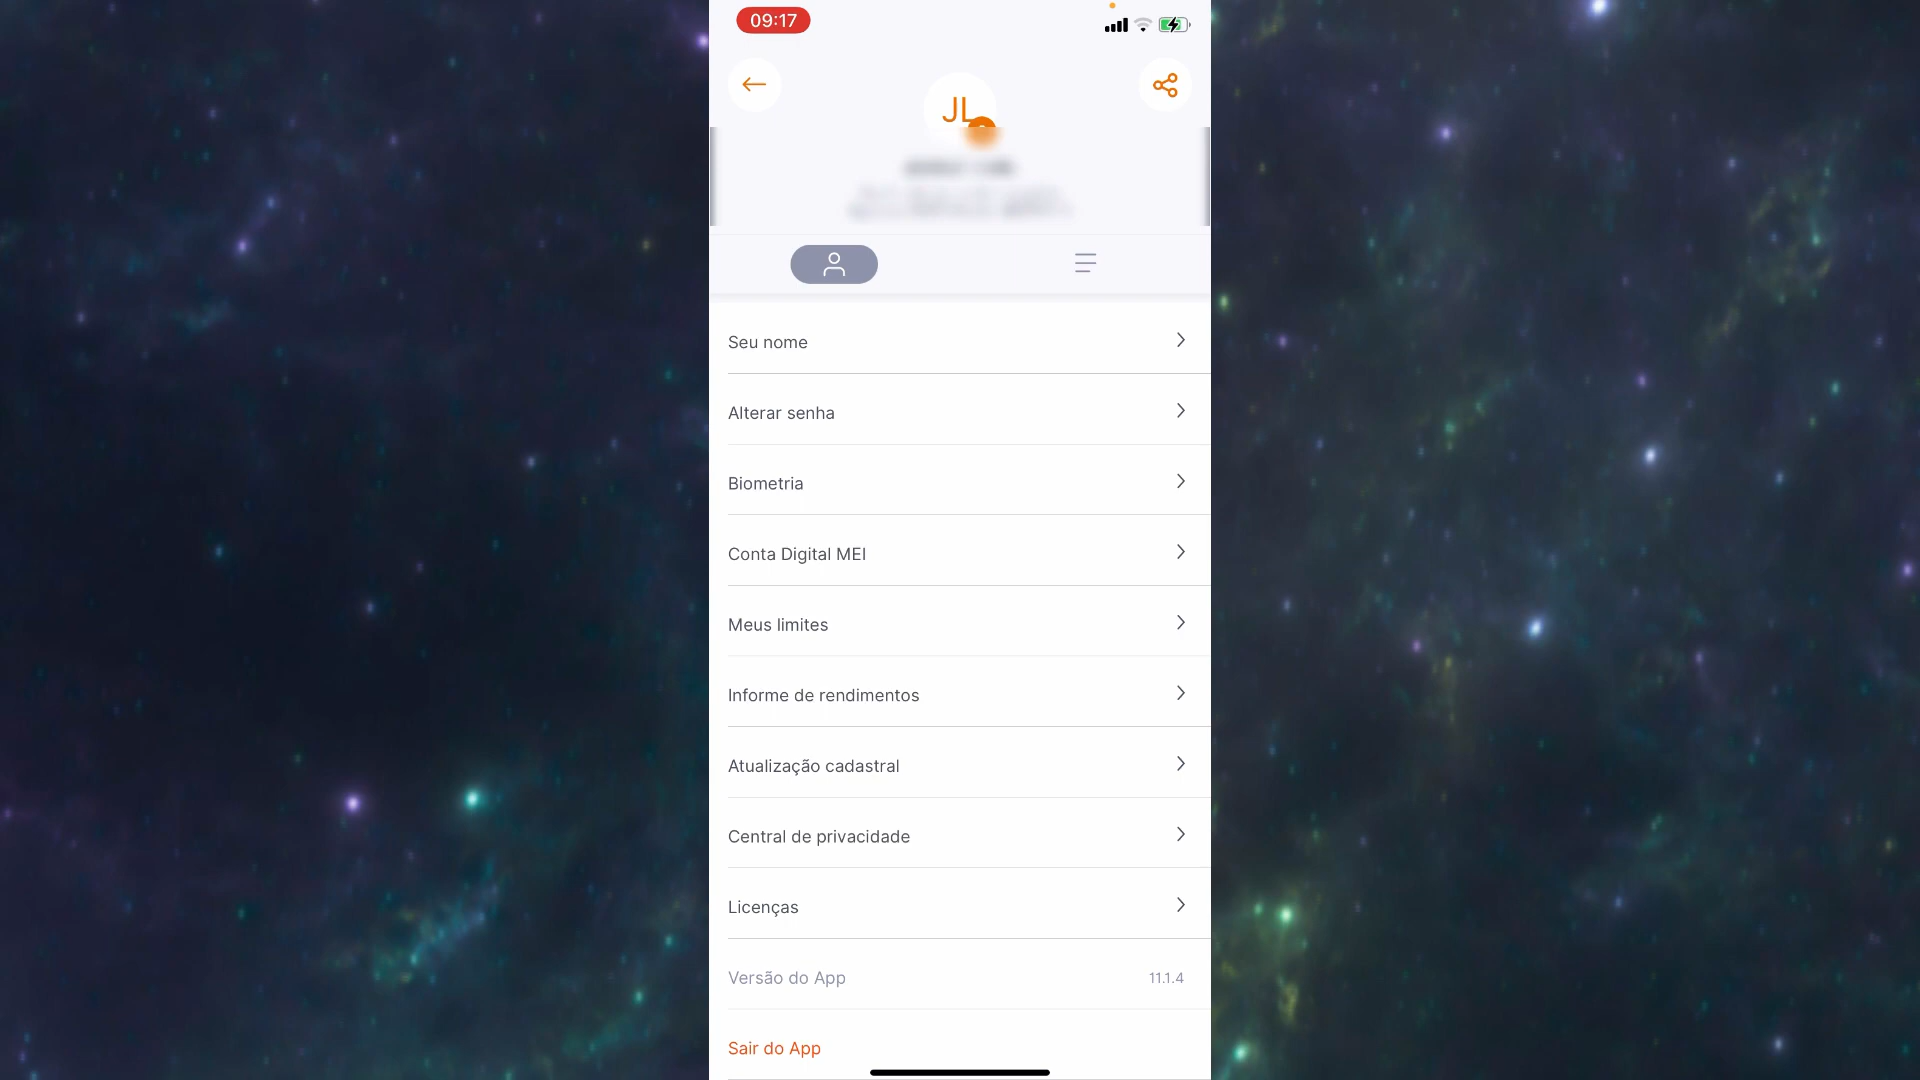 09:17
JL
Seu nome
Alterar senha
Biometria
Conta Digital MEI
Meus limites
Informe de rendimentos
Atualização cadastral
Central de privacidade
Licenças
Versão do App 11.1.4
Sair do App